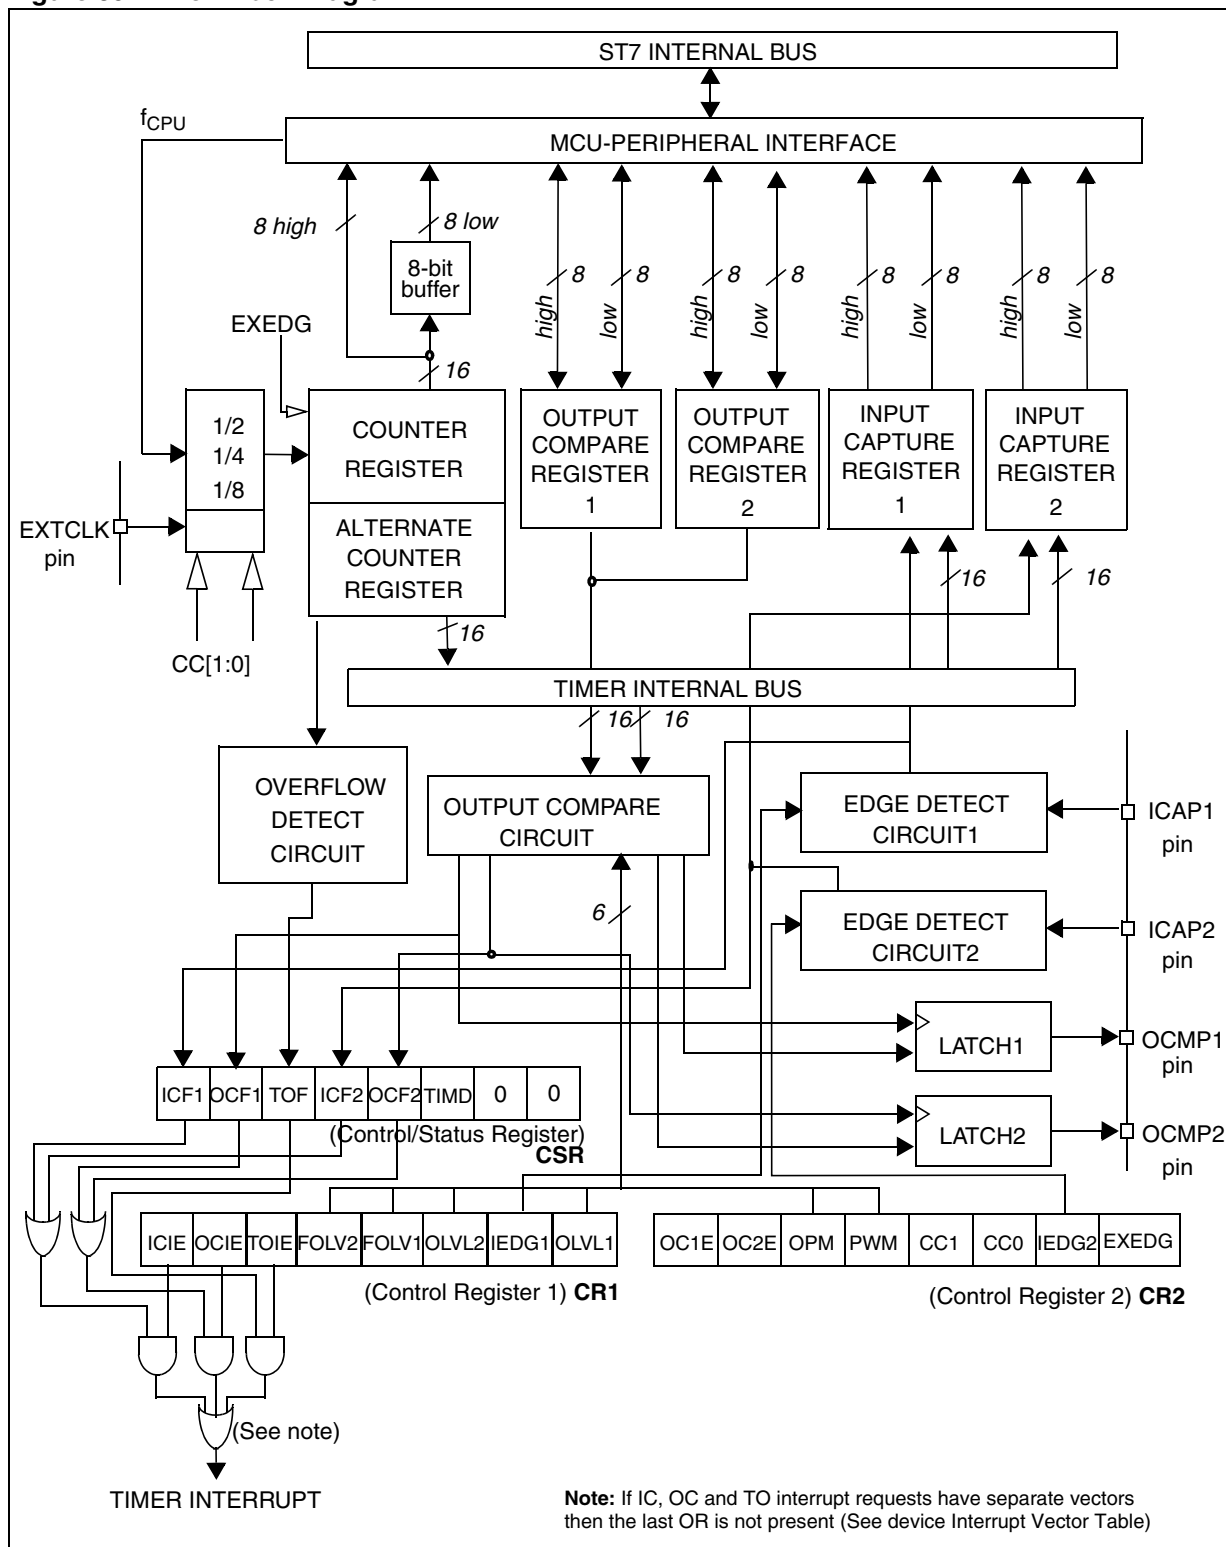 ST7 INTERNAL BUS
fCPU
MCU-PERIPHERAL INTERFACE
8 high
8 low
8-bit
buffer
8
8
8
8
8
8
8
8
high
low
high
low
high
low
high
low
EXEDG
16
1/2
1/4
1/8
COUNTER
REGISTER
OUTPUT
COMPARE
REGISTER
1
OUTPUT
COMPARE
REGISTER
2
INPUT
CAPTURE
REGISTER
1
INPUT
CAPTURE
REGISTER
2
EXTCLK
pin
ALTERNATE
COUNTER
REGISTER
16
16
16
CC[1:0]
TIMER INTERNAL BUS
16
16
OVERFLOW
DETECT
CIRCUIT
OUTPUT COMPARE
CIRCUIT
EDGE DETECT
CIRCUIT1
ICAP1
pin
6
EDGE DETECT
CIRCUIT2
ICAP2
pin
LATCH1
OCMP1
pin
ICF1 OCF1 TOF ICF2 OCF2 TIMD 0 0
(Control/Status Register)
CSR
LATCH2
OCMP2
pin
ICIE OCIE TOIE FOLV2 FOLV1 OLVL2 IEDG1 OLVL1
(Control Register 1) CR1
OC1E OC2E OPM PWM CC1 CC0 IEDG2 EXEDG
(Control Register 2) CR2
(See note)
TIMER INTERRUPT
Note: If IC, OC and TO interrupt requests have separate vectors
then the last OR is not present (See device Interrupt Vector Table)